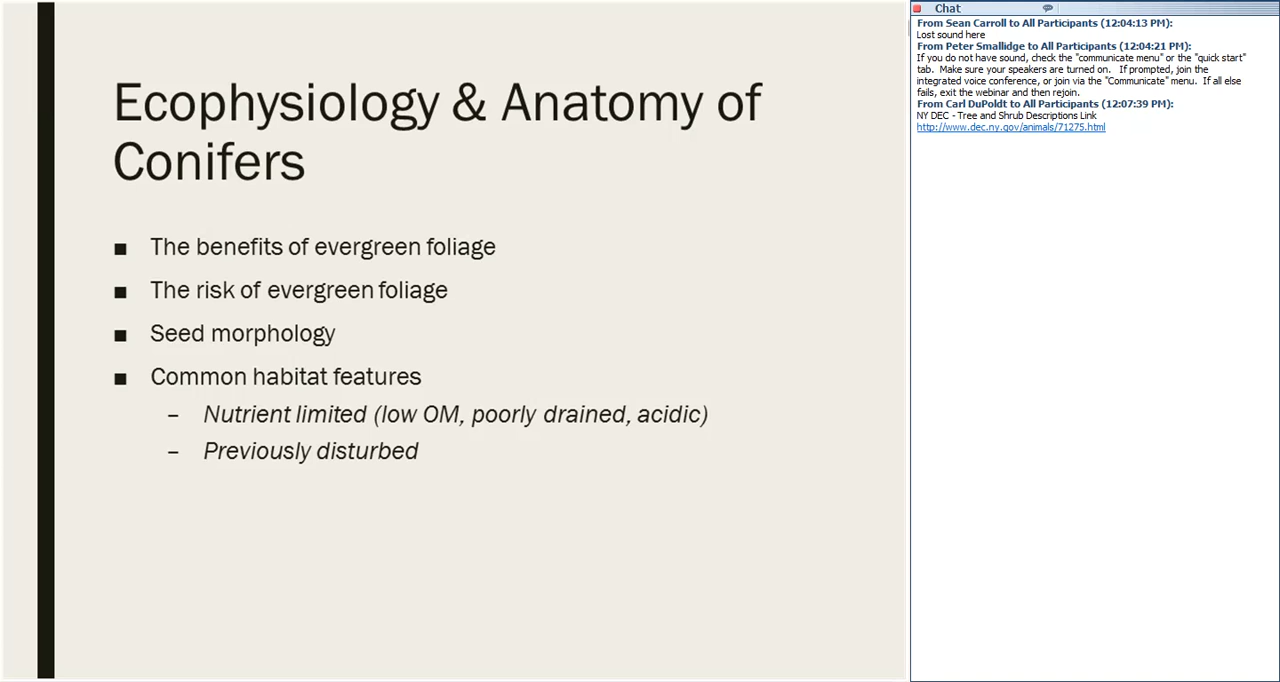 Ecophysiology & Anatomy of
Conifers
■ The benefits of evergreen foliage
■ The risk of evergreen foliage
■ Seed morphology
■ Common habitat features
– Nutrient limited (low OM, poorly drained, acidic)
– Previously disturbed
Chat
From Sean Carroll to All Participants (12:04:13 PM):
Lost sound here
From Peter Smallidge to All Participants (12:04:21 PM):
If you do not have sound, check the "communicate menu" or the "quick start"
tab. Make sure your speakers are turned on. If prompted, join the
integrated voice conference, or join via the "Communicate" menu. If all else
fails, exit the webinar and then rejoin.
From Carl DuPoldt to All Participants (12:07:39 PM):
NY DEC - Tree and Shrub Descriptions Link
http://www.dec.ny.gov/animals/71275.html